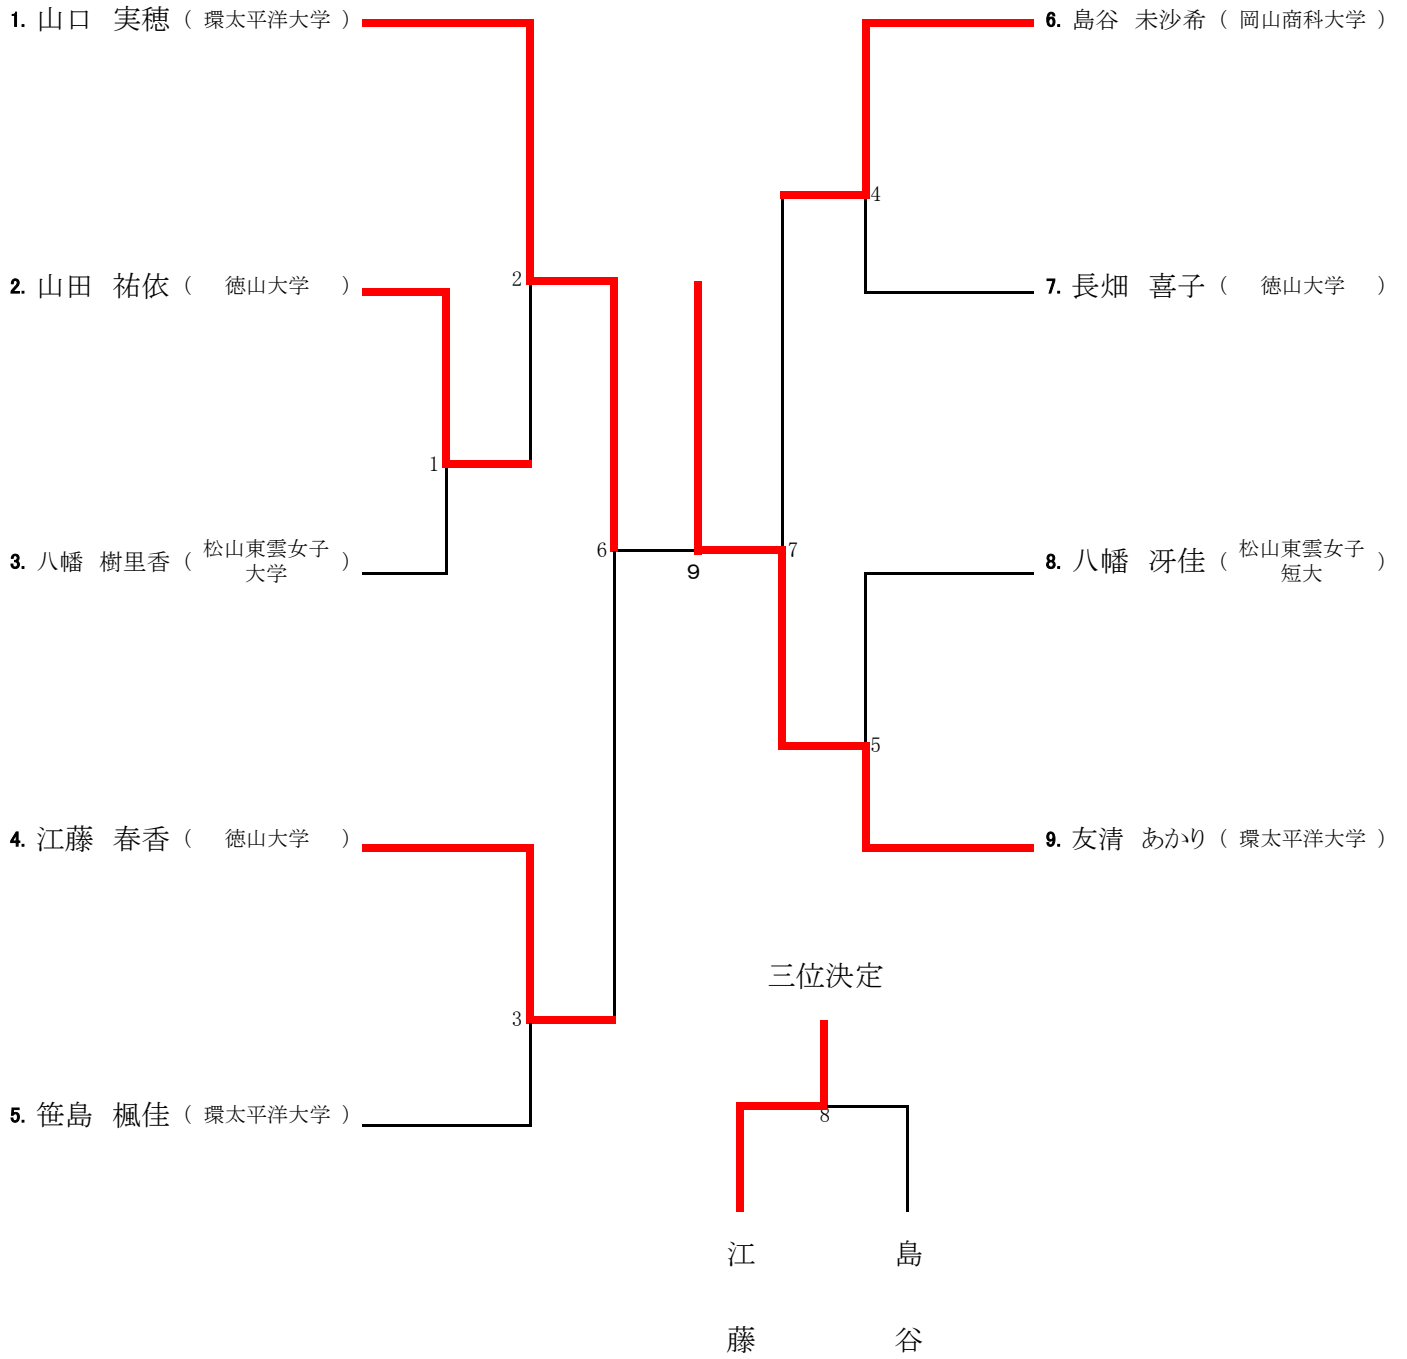 1. 山口 実穂 （ 環太平洋大学 ）
2. 山田 祐依 （ 徳山大学 ）
3. 八幡 樹里香 （ 松山東雲女子
大学 ）
4. 江藤 春香 （ 徳山大学 ）
5. 笹島 楓佳 （ 環太平洋大学 ）
2
1
3
6
9
7
4
5
6. 島谷 未沙希 （ 岡山商科大学 ）
7. 長畑 喜子 （ 徳山大学 ）
8. 八幡 冴佳 （ 松山東雲女子
短大 ）
9. 友清 あかり （ 環太平洋大学 ）
三位決定
8
江藤
島谷